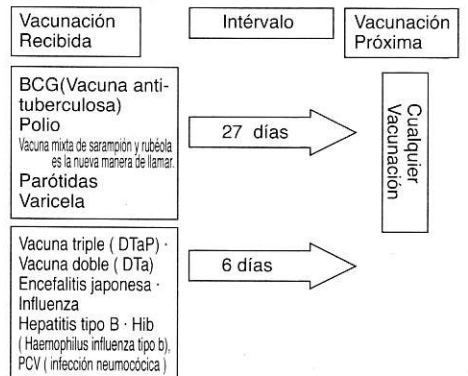 Vacunación
Recibida
Intérvalo
Vacunación
Próxima
BCG(Vacuna anti-
tuberculosa)
Polio
Vacuna mixta de sarampión y rubéola
es la nueva manera de llamar.
Parótidas
Varicela
27 días
Cualquier
Vacunación
Vacuna triple ( DTaP) ·
Vacuna doble ( DTa)
Encefalitis japonesa ·
Influenza
Hepatitis tipo B · Hib
( Haemophilus influenza tipo b),
PCV ( infección neumocócica )
6 días